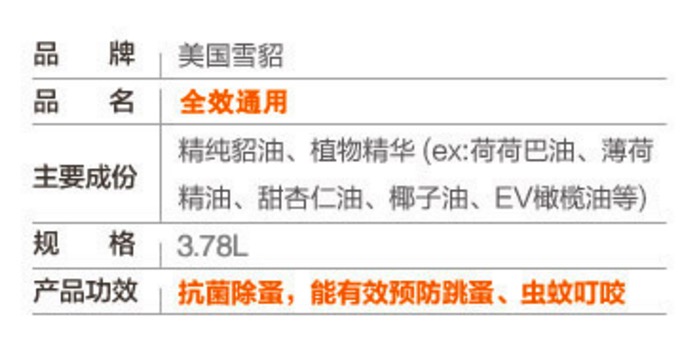 品 牌 美国雪貂
品 名 全效通用
主要成份 精纯貂油、植物精华 (ex:荷荷巴油、薄荷
精油、甜杏仁油、椰子油、EV橄榄油等)
规 格 3.78L
产品功效 抗菌除蚤，能有效预防跳蚤、虫蚊叮咬